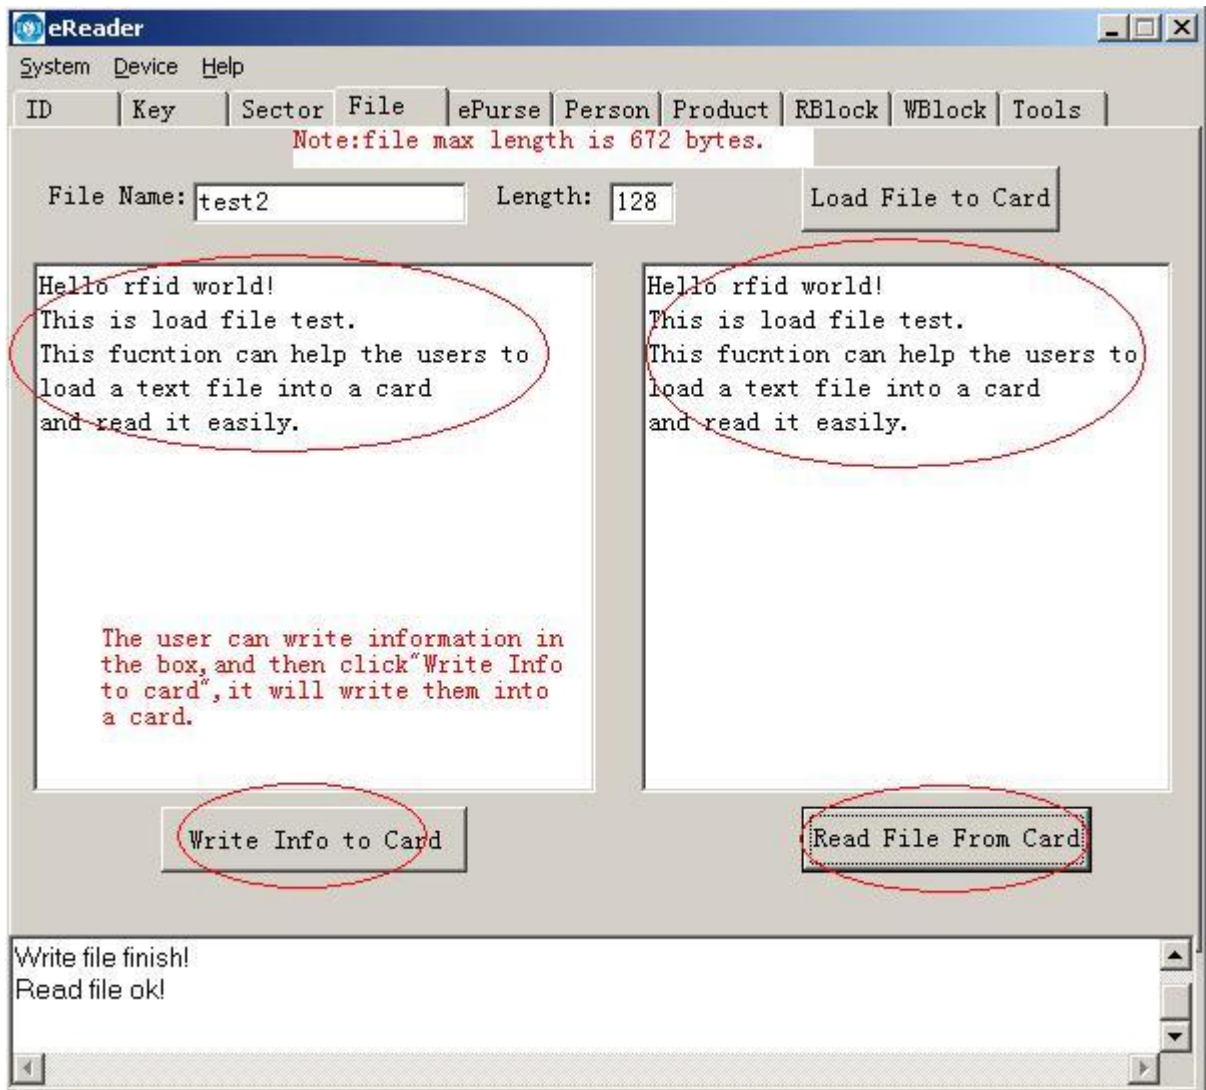 eReader
System Device Help
ID Key Sector File ePurse Person Product RBlock WBlock Tools
Note:file max length is 672 bytes.
File Name: test2 Length: 128 Load File to Card
Hello rfid world!
This is load file test.
This fucntion can help the users to
load a text file into a card
and read it easily.
The user can write information in
the box,and then click"Write Info
to card",it will write them into
a card.
Hello rfid world!
This is load file test.
This fucntion can help the users to
load a text file into a card
and read it easily.
Write Info to Card Read File From Card
Write file finish!
Read file ok!